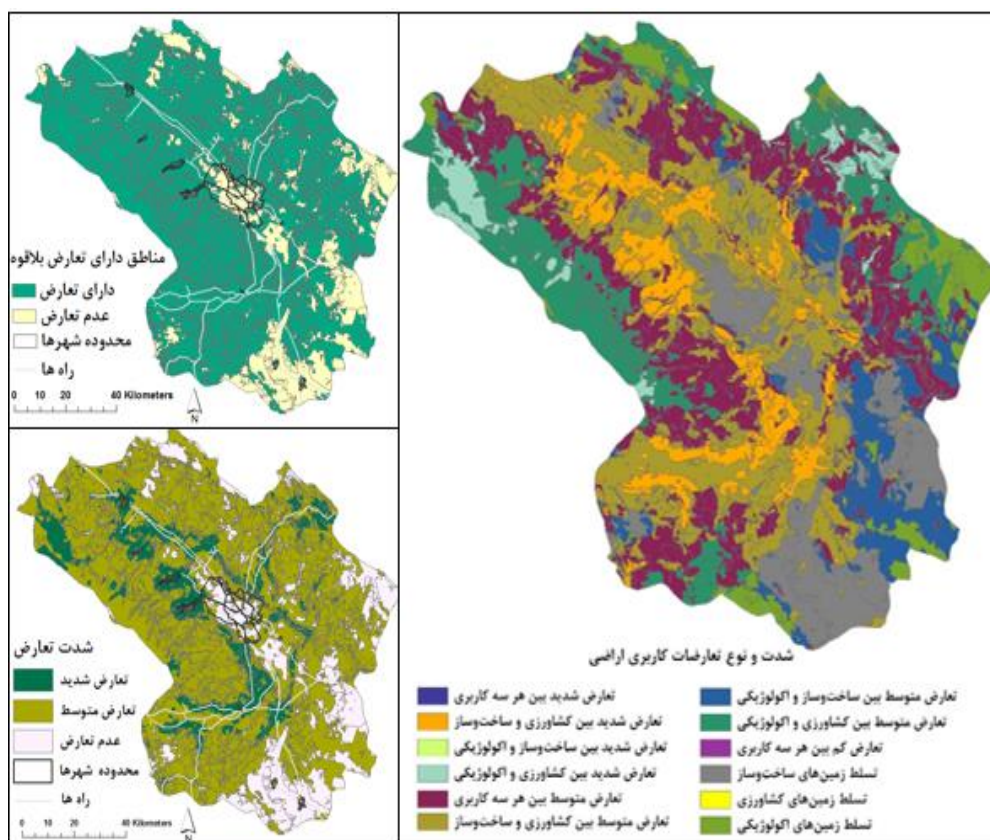 مناطق دارای تعارض بلاقوه
دارای تعارض
عدم تعارض
محدوده شهرها
راه ها
0 10 20 40 Kilometers
N
شدت تعارض
تعارض شدید
تعارض متوسط
عدم تعارض
محدوده شهرها
راه ها
0 10 20 40 Kilometers
N
شدت و نوع تعارضات کاربری اراضی
تعارض شدید بین هر سه کاربری
تعارض شدید بین کشاورزی و ساخت‌وساز
تعارض شدید بین ساخت‌وساز و اکولوژیکی
تعارض شدید بین کشاورزی و اکولوژیکی
تعارض متوسط بین هر سه کاربری
تعارض متوسط بین کشاورزی و ساخت‌وساز
تعارض متوسط بین ساخت‌وساز و اکولوژیکی
تعارض متوسط بین کشاورزی و اکولوژیکی
تعارض کم بین هر سه کاربری
تسلط زمین‌های ساخت‌وساز
تسلط زمین‌های کشاورزی
تسلط زمین‌های اکولوژیکی